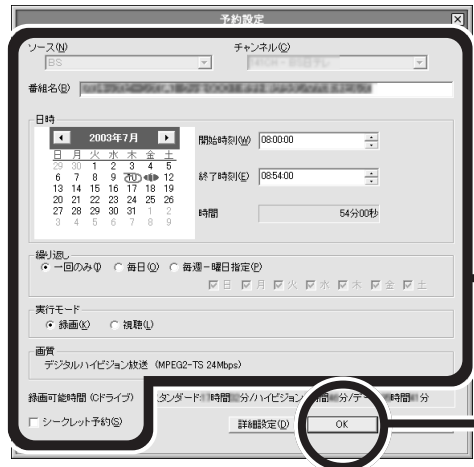 予約設定
ソース(N)
チャンネル(C)
BS
番組名(B)
日時
2003年7月
日 月 火 水 木 金 土
29 30 1 2 3 4 5
6 7 8 9 10 12
13 14 15 16 17 18 19
20 21 22 23 24 25 26
27 28 29 30 31 1 2
3 4 5 6 7 8 9
開始時刻(W) 08:00:00
終了時刻(E) 08:54:00
時間 54分00秒
繰り返し
一回のみ(I) 毎日(O) 毎週-曜日指定(P)
日 月 火 水 木 金 土
実行モード
録画(K) 視聴(L)
画質
デジタルハイビジョン放送 (MPEG2-TS 24Mbps)
録画可能時間 (Cドライブ) スタンダード: 時間 分/ハイビジョン 時間 分/データ 時間 分
シークレット予約(S)
詳細設定(D)
OK